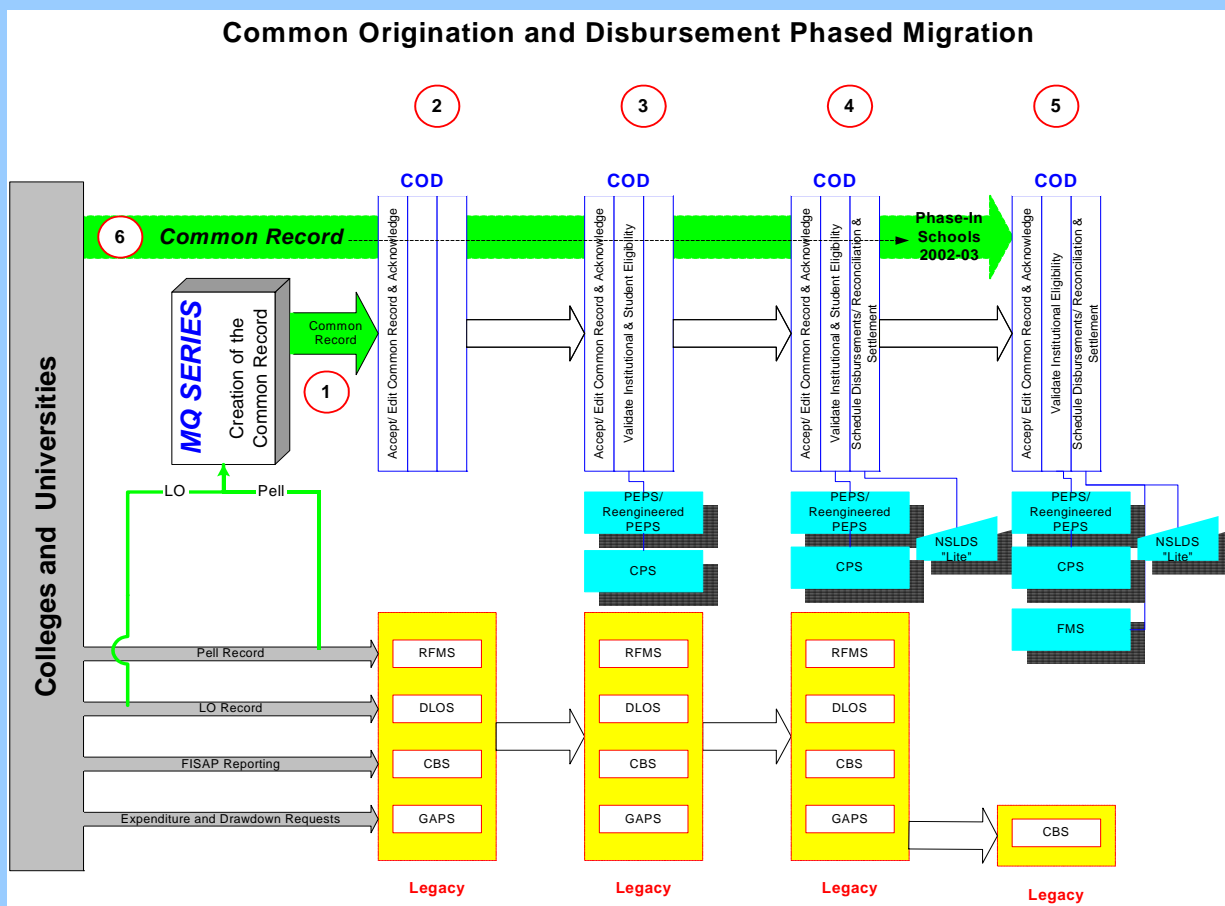 Common Origination and Disbursement Phased Migration
2
3
4
5
COD
COD
COD
COD
6
Common Record
Phase-In
Schools
2002-03
Colleges and Universities
MQ SERIES
Creation of the
Common Record
Common
Record
1
LO
Pell
Accept/ Edit Common Record & Acknowledge
Accept/ Edit Common Record & Acknowledge
Validate Institutional & Student Eligibility
Accept/ Edit Common Record & Acknowledge
Validate Institutional & Student Eligibility
Schedule Disbursements/ Reconciliation &
Settlement
Accept/ Edit Common Record & Acknowledge
Validate Institutional Eligibility
Schedule Disbursements/ Reconciliation &
Settlement
PEPS/
Reengineered
PEPS
CPS
PEPS/
Reengineered
PEPS
CPS
NSLDS
"Lite"
PEPS/
Reengineered
PEPS
CPS
FMS
NSLDS
"Lite"
Pell Record
LO Record
FISAP Reporting
Expenditure and Drawdown Requests
RFMS
DLOS
CBS
GAPS
Legacy
RFMS
DLOS
CBS
GAPS
Legacy
RFMS
DLOS
CBS
GAPS
Legacy
CBS
Legacy